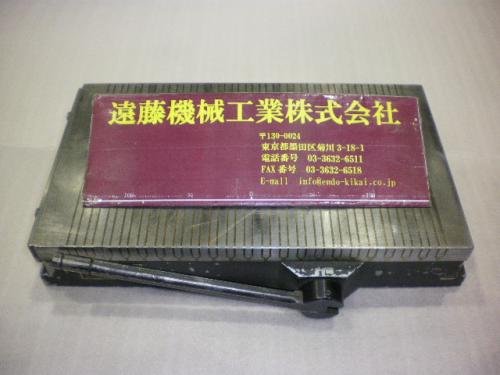 遠藤機械工業株式会社
〒130-0024
東京都墨田区菊川3-18-1
電話番号 03-3632-6511
FAX番号 03-3632-6518
E-mail info@endo-kikai.co.jp